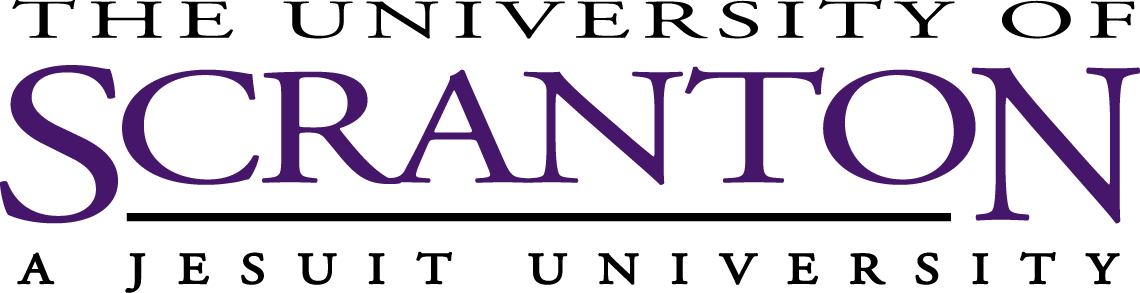 THE UNIVERSITY OF
SCRANTON
A JESUIT UNIVERSITY